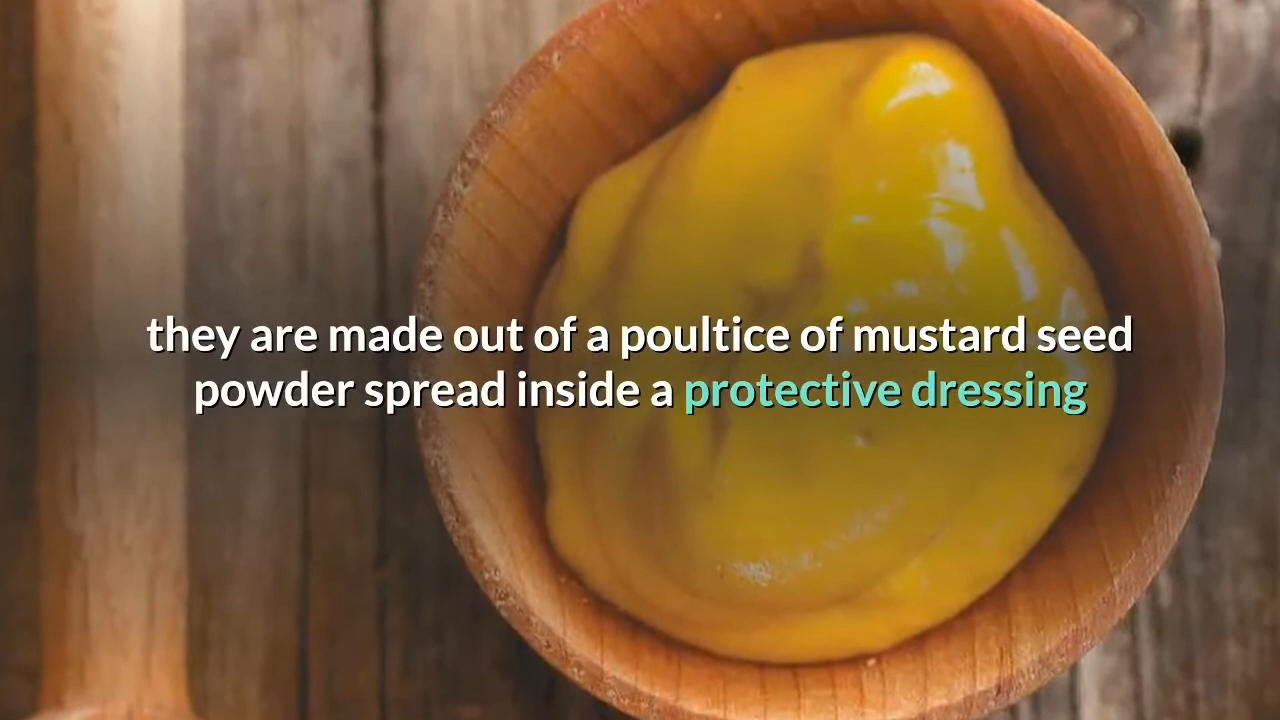 they are made out of a poultice of mustard seed
powder spread inside a protective dressing